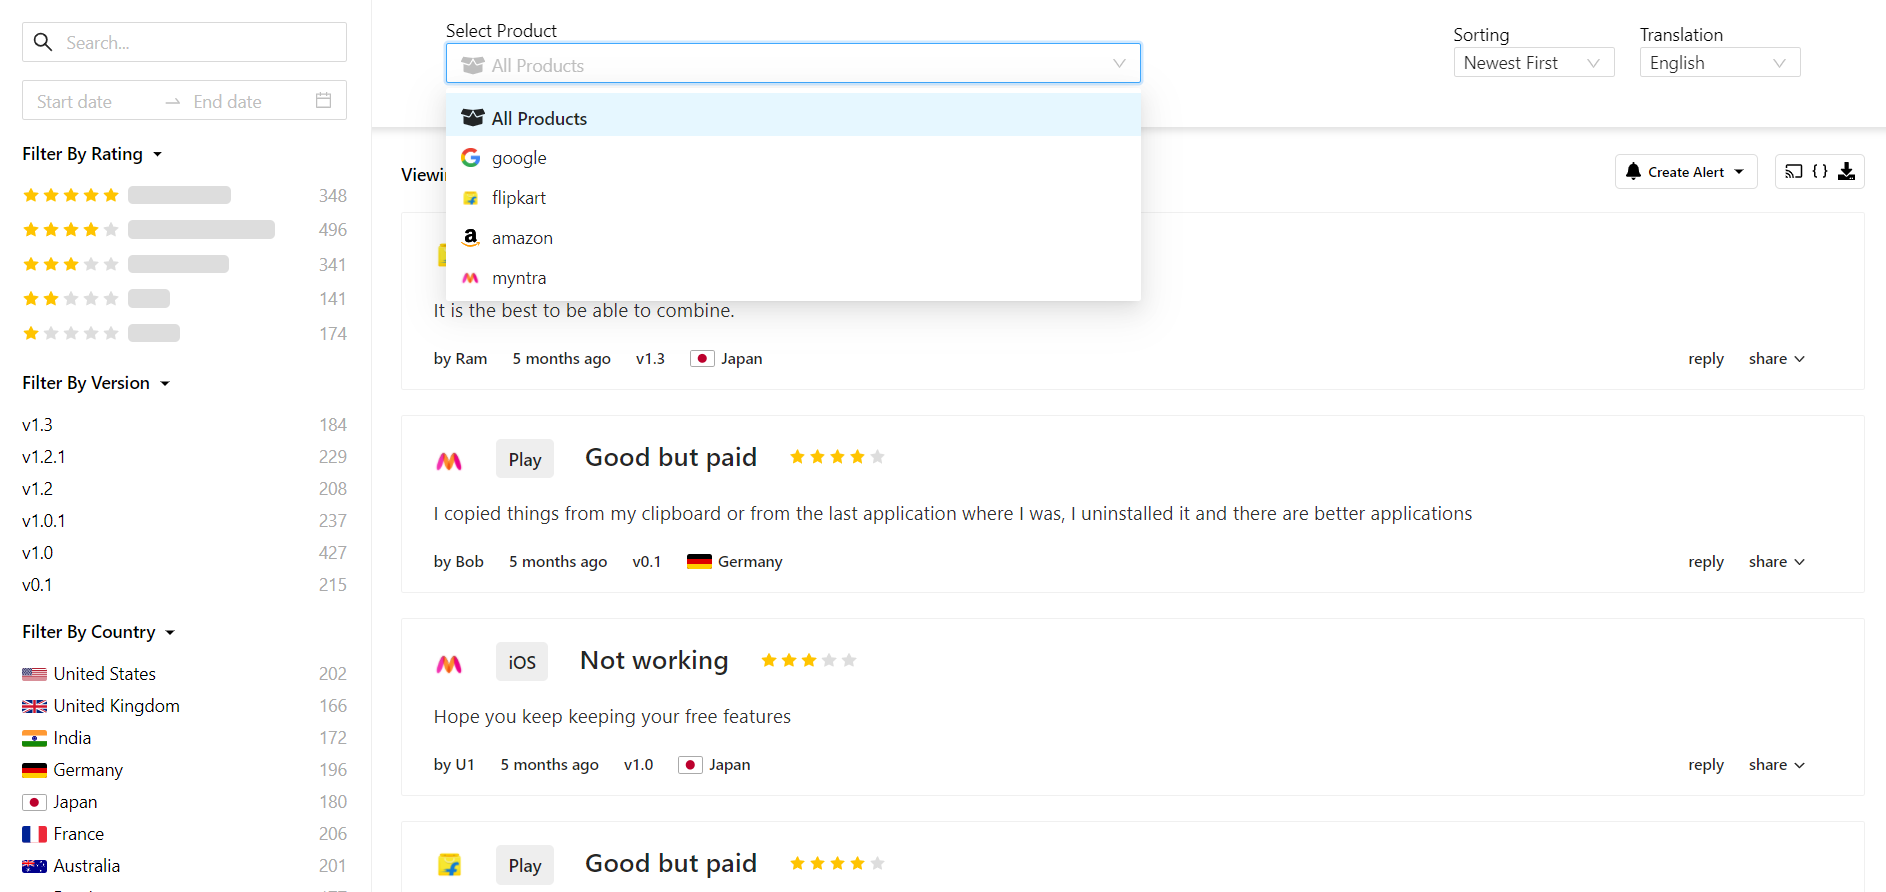 Search...
Start date → End date
Filter By Rating
348
496
341
141
174
Filter By Version
v1.3 184
v1.2.1 229
v1.2 208
v1.0.1 237
v1.0 427
v0.1 215
Filter By Country
United States 202
United Kingdom 166
India 172
Germany 196
Japan 180
France 206
Australia 201
Select Product
All Products
All Products
google
flipkart
amazon
myntra
Sorting
Newest First
Translation
English
Create Alert
{ }
It is the best to be able to combine.
by Ram 5 months ago v1.3 Japan reply share
Play Good but paid
I copied things from my clipboard or from the last application where I was, I uninstalled it and there are better applications
by Bob 5 months ago v0.1 Germany reply share
iOS Not working
Hope you keep keeping your free features
by U1 5 months ago v1.0 Japan reply share
Play Good but paid